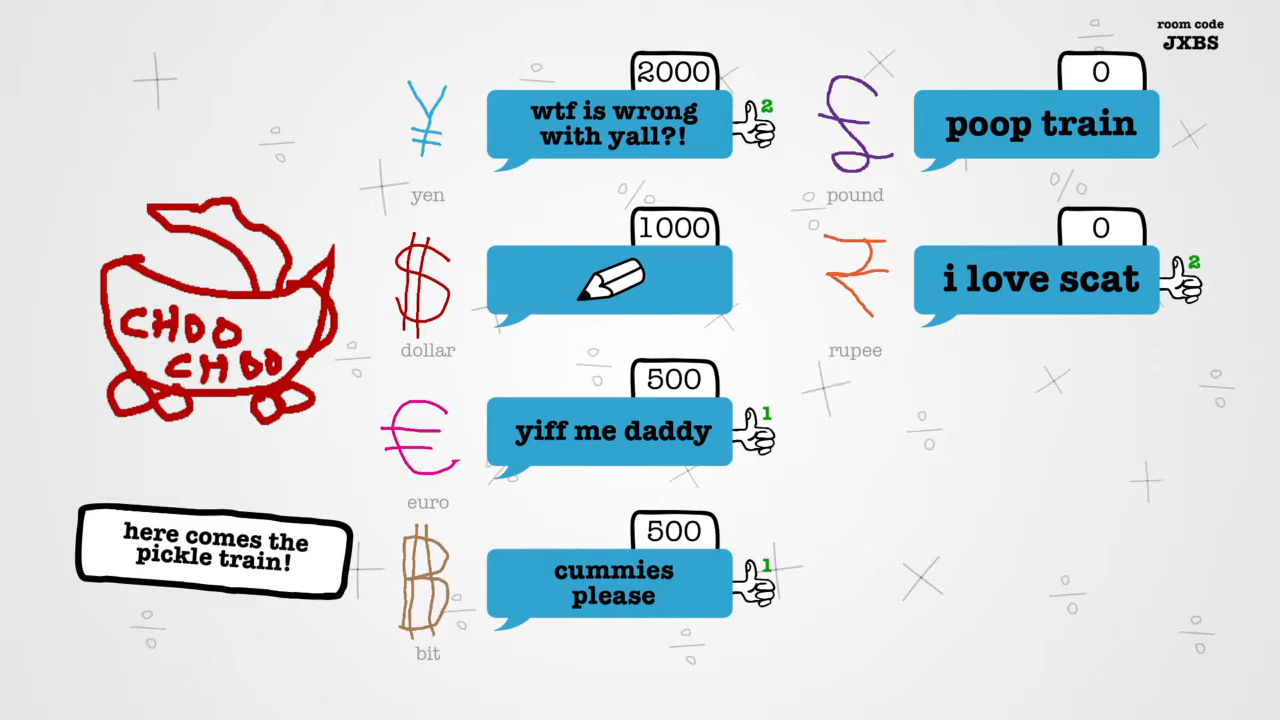 room code
JXBS
2000
wtf is wrong
with yall?!
2
yen
1000
dollar
500
yiff me daddy
1
euro
500
cummies
please
1
bit
0
poop train
pound
0
i love scat
2
rupee
CHOO
CHOO
here comes the
pickle train!